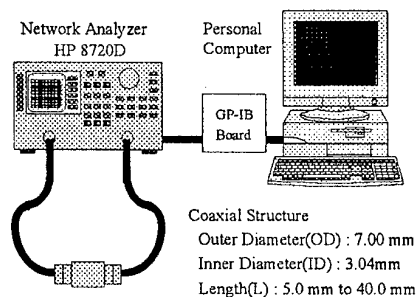 Network Analyzer
HP 8720D
Personal
Computer
GP-IB
Board
Coaxial Structure
Outer Diameter(OD) : 7.00 mm
Inner Diameter(ID) : 3.04mm
Length(L) : 5.0 mm to 40.0 mm